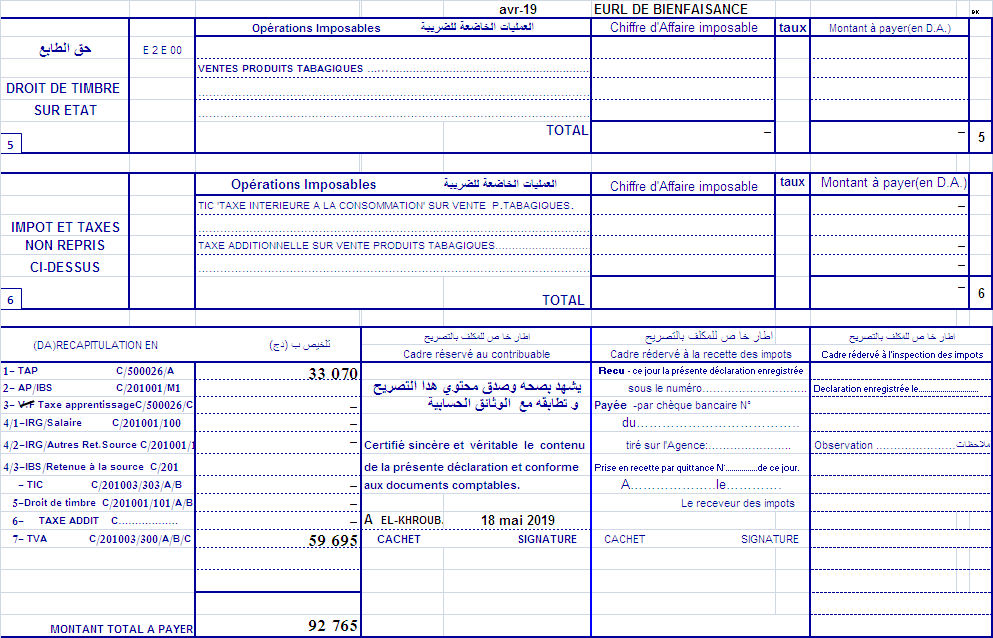 avr-19 EURL DE BIENFAISANCE
Opérations Imposables العمليات الخاضعة للضريبة Chiffre d'Affaire imposable taux Montant à payer(en D.A.)
حق الطابع E 2 E 00
VENTES PRODUITS TABAGIQUES
DROIT DE TIMBRE
SUR ETAT
TOTAL – –
5 5
Opérations Imposables العمليات الخاضعة للضريبة Chiffre d'Affaire imposable taux Montant à payer(en D.A.)
TIC 'TAXE INTERIEURE A LA CONSOMMATION' SUR VENTE P.TABAGIQUES. –
IMPOT ET TAXES
NON REPRIS
TAXE ADDITIONNELLE SUR VENTE PRODUITS TABAGIQUES –
CI-DESSUS –
TOTAL –
6 6
(DA)RECAPITULATION EN تلخيص ب (دج)
اطار خاص للمكلف بالتصريح
Cadre réservé au contribuable
اطار خاص للمكلف بالتصريح
Cadre rédervé à la recette des impots
اطار خاص للمكلف بالتصريح
Cadre rédervé à l'inspection des impots
1– TAP C/500026/A 33 070
2– AP/IBS C/201001/M1
3– V.F Taxe apprentissageC/500026/C –
4/1–IRG/Salaire C/201001/100 –
4/2–IRG/Autres Ret.Source C/201001/1 –
4/3–IBS/Retenue à la source C/201
– TIC C/201003/303/A/B –
5–Droit de timbre C/201001/101/A/B –
6– TAXE ADDIT C.................. –
7– TVA C/201003/300/A/B/C 59 695
MONTANT TOTAL A PAYER 92 765
يشهد بصحه وصدق محتوي هدا التصريح
و تطابقه مع الوثائق الحسابية
Certifié sincère et véritable le contenu
de la présente déclaration et conforme
aux documents comptables.
A EL-KHROUB. 18 mai 2019
CACHET SIGNATURE
Recu - ce jour la présente déclaration enregistrée
sous le numéro.......................
Payée -par chèque bancaire N°
du..................................
tiré sur l'Agence:......................
Prise en recette par quittance N°..............de ce jour.
A..................le............
Le receveur des impots
CACHET SIGNATURE
Declaration enregistrée le......................
Observation ..................... ملاحظات